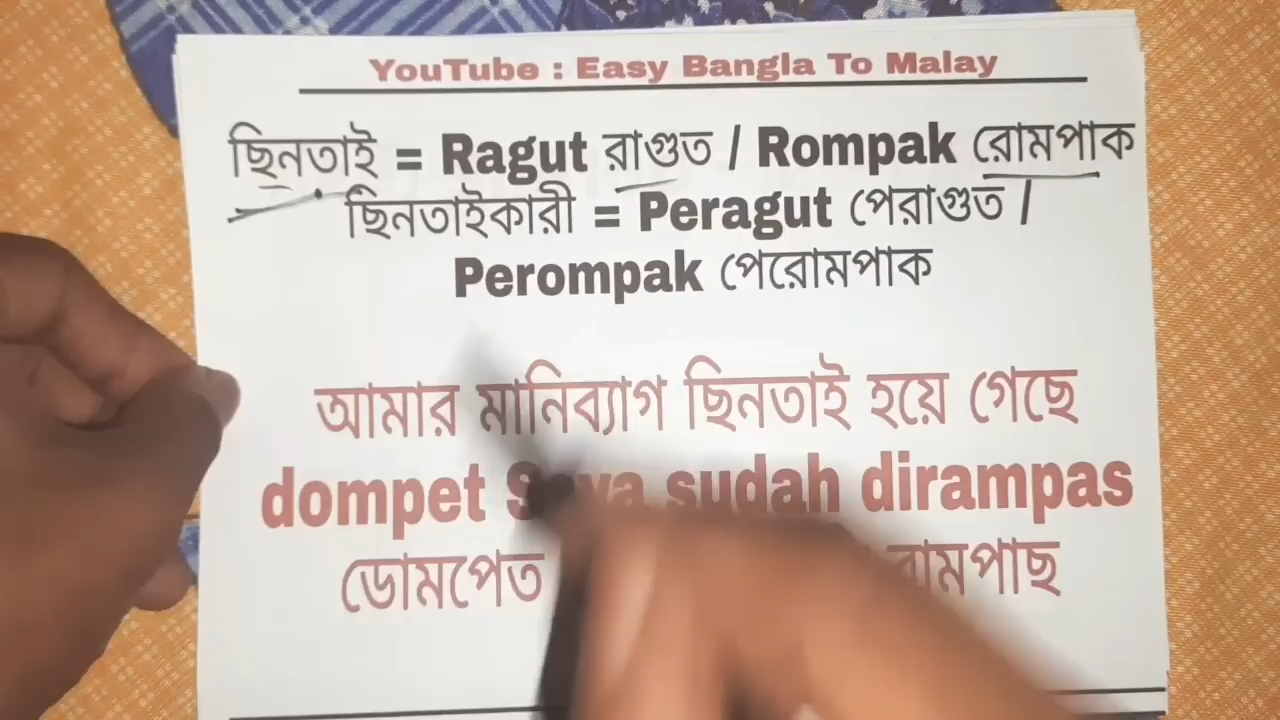 YouTube : Easy Bangla To Malay
ছিনতাই = Ragut রাগুত / Rompak রোমপাক
ছিনতাইকারী = Peragut পেরাগুত /
Perompak পেরোমপাক
আমার মানিব্যাগ ছিনতাই হয়ে গেছে
dompet Saya sudah dirampas
ডোমপেত